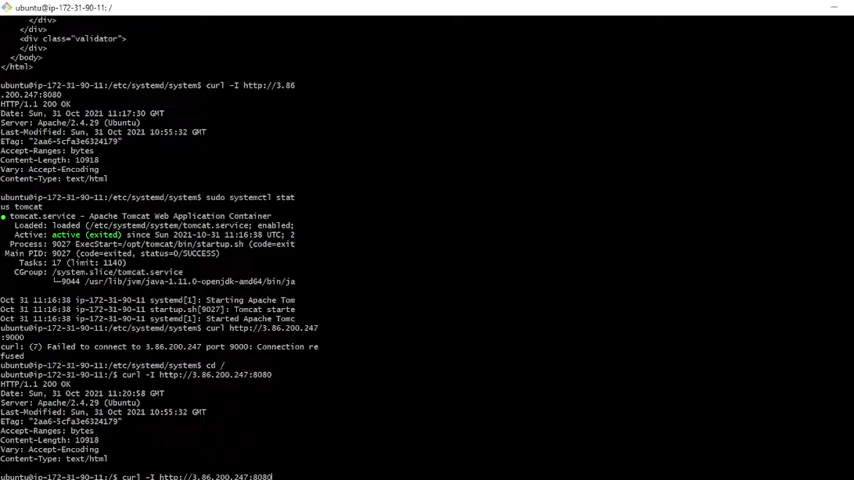 ubuntu@ip-172-31-90-11: /
</div>
</div>
<div class="validator">
</div>
</body>
</html>
ubuntu@ip-172-31-90-11:/etc/systemd/system$ curl -I http://3.86
.200.247:8080
HTTP/1.1 200 OK
Date: Sun, 31 Oct 2021 11:17:30 GMT
Server: Apache/2.4.29 (Ubuntu)
Last-Modified: Sun, 31 Oct 2021 10:55:32 GMT
ETag: "2aa6-5cfa3e6324179"
Accept-Ranges: bytes
Content-Length: 10918
Vary: Accept-Encoding
Content-Type: text/html
ubuntu@ip-172-31-90-11:/etc/systemd/system$ sudo systemctl stat
us tomcat
● tomcat.service - Apache Tomcat Web Application Container
Loaded: loaded (/etc/systemd/system/tomcat.service; enabled;
Active: active (exited) since Sun 2021-10-31 11:16:38 UTC; 2
Process: 9027 ExecStart=/opt/tomcat/bin/startup.sh (code=exit
Main PID: 9027 (code=exited, status=0/SUCCESS)
Tasks: 17 (limit: 1140)
CGroup: /system.slice/tomcat.service
└─9044 /usr/lib/jvm/java-1.11.0-openjdk-amd64/bin/ja
Oct 31 11:16:38 ip-172-31-90-11 systemd[1]: Starting Apache Tom
Oct 31 11:16:38 ip-172-31-90-11 startup.sh[9027]: Tomcat starte
Oct 31 11:16:38 ip-172-31-90-11 systemd[1]: Started Apache Tomc
ubuntu@ip-172-31-90-11:/etc/systemd/system$ curl http://3.86.200.247
:9000
curl: (7) Failed to connect to 3.86.200.247 port 9000: Connection re
fused
ubuntu@ip-172-31-90-11:/etc/systemd/system$ cd /
ubuntu@ip-172-31-90-11:/$ curl -I http://3.86.200.247:8080
HTTP/1.1 200 OK
Date: Sun, 31 Oct 2021 11:20:58 GMT
Server: Apache/2.4.29 (Ubuntu)
Last-Modified: Sun, 31 Oct 2021 10:55:32 GMT
ETag: "2aa6-5cfa3e6324179"
Accept-Ranges: bytes
Content-Length: 10918
Vary: Accept-Encoding
Content-Type: text/html
ubuntu@ip-172-31-90-11:/$ curl -I http://3.86.200.247:8080